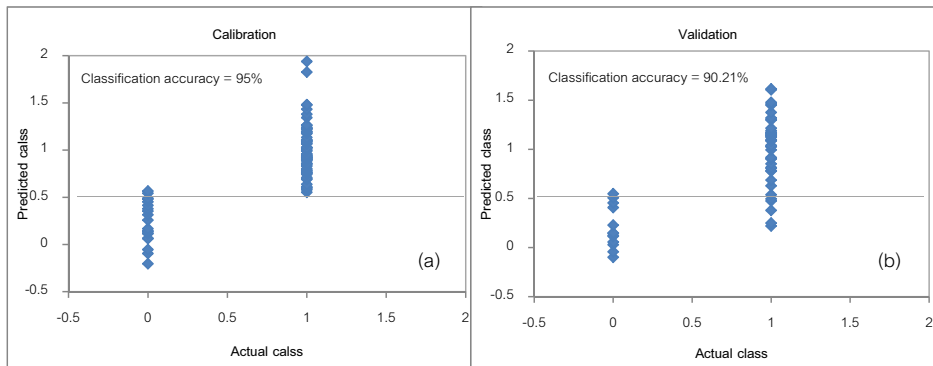 Calibration
Classification accuracy = 95%
2
1.5
1
0.5
0
-0.5
-0.5
0
0.5
1
1.5
2
Predicted calss
Actual calss
(a)
Validation
Classification accuracy = 90.21%
2
1.5
1
0.5
0
-0.5
-0.5
0
0.5
1
1.5
2
Predicted class
Actual class
(b)